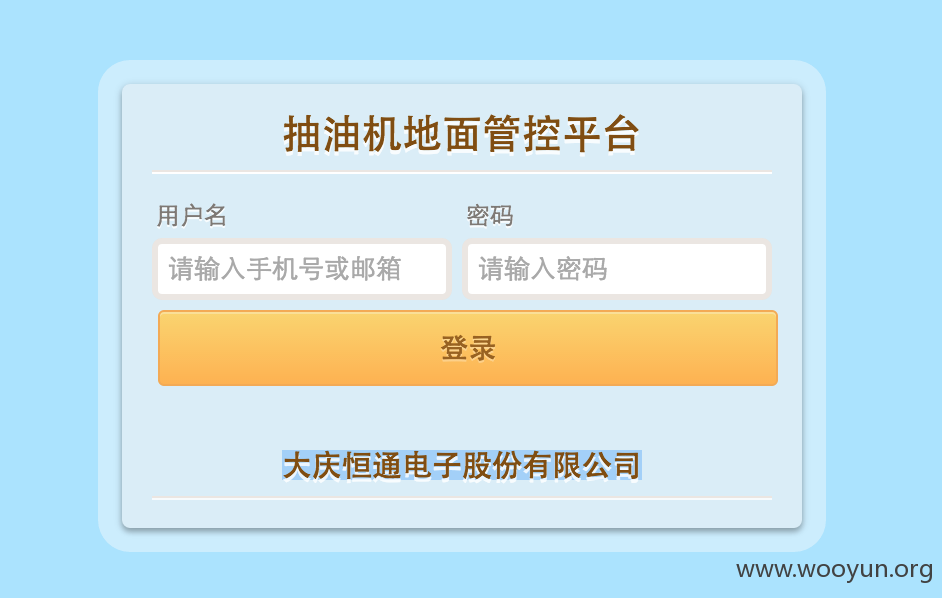 抽油机地面管控平台
用户名 密码
请输入手机号或邮箱 请输入密码
登录
大庆恒通电子股份有限公司
www.wooyun.org